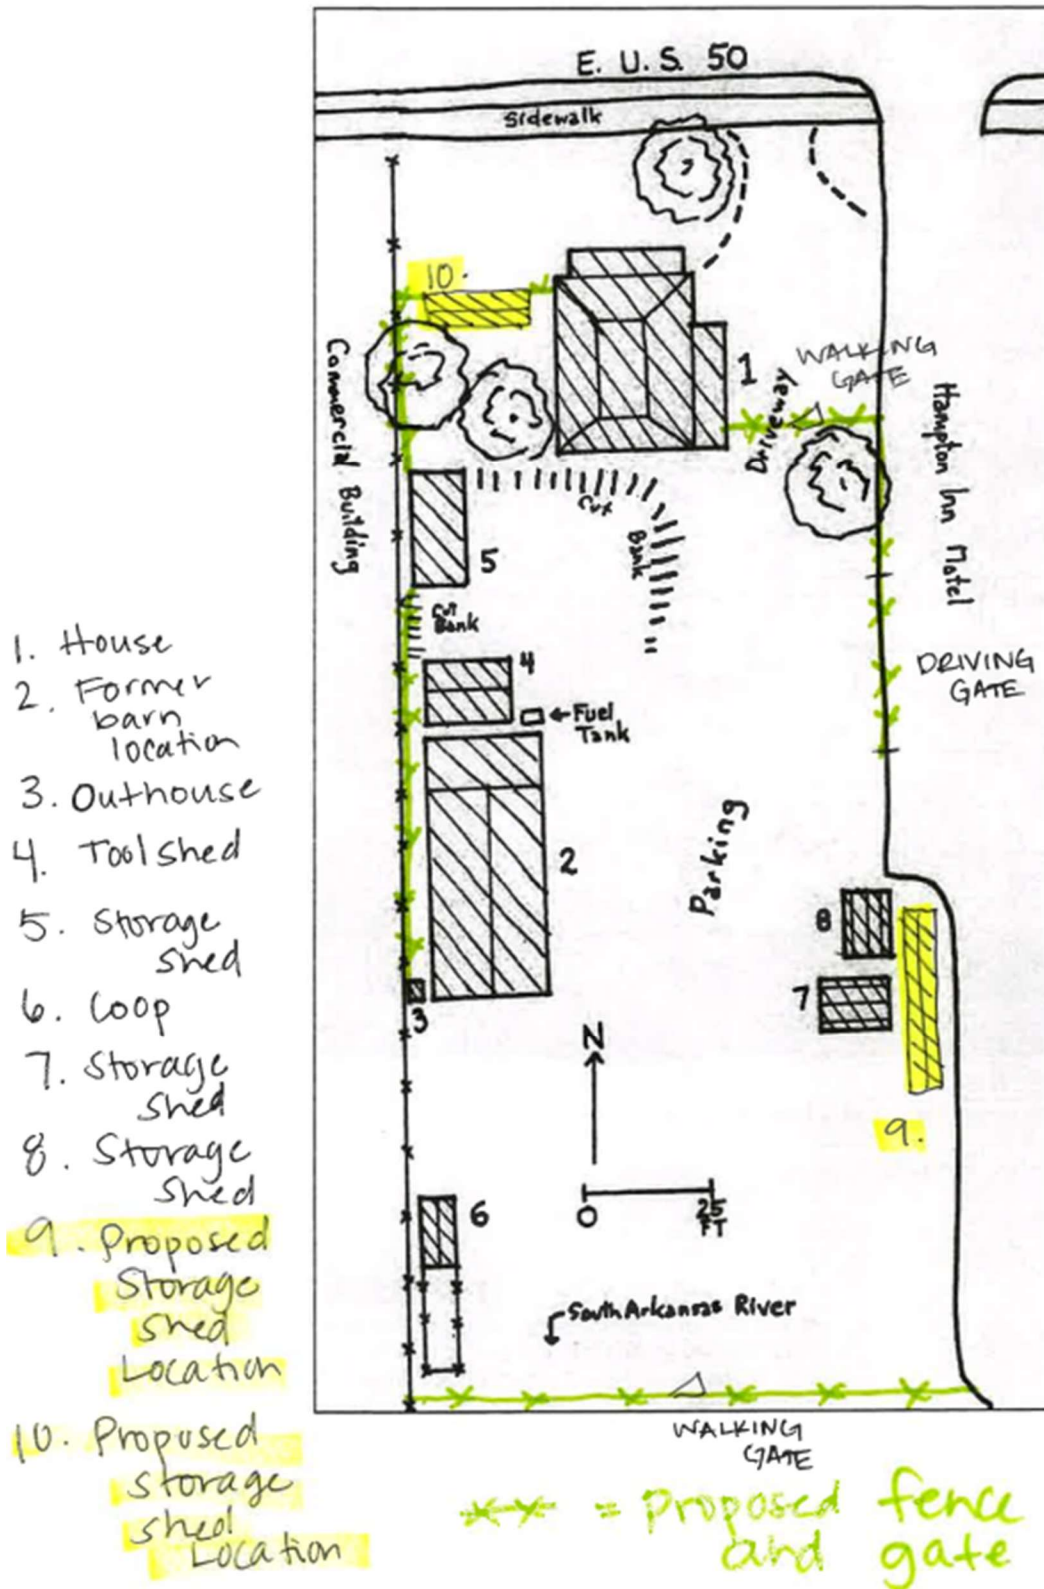 E. U.S. 50
Sidewalk
10.
1
WALKING
GATE
Driveway
Commercial Building
Hampton Inn Motel
Cut
Bank
5
Cut
Bank
4
DRIVING
GATE
←Fuel
Tank
2
Parking
8
7
3
N
9.
6
0
25
FT
South Arkansas River
WALKING
GATE
1. House
2. Former
barn
location
3. Outhouse
4. Toolshed
5. Storage
shed
6. Coop
7. Storage
shed
8. Storage
shed
9. Proposed
Storage
shed
Location
10. Proposed
storage
shed
Location
= proposed fence
and gate